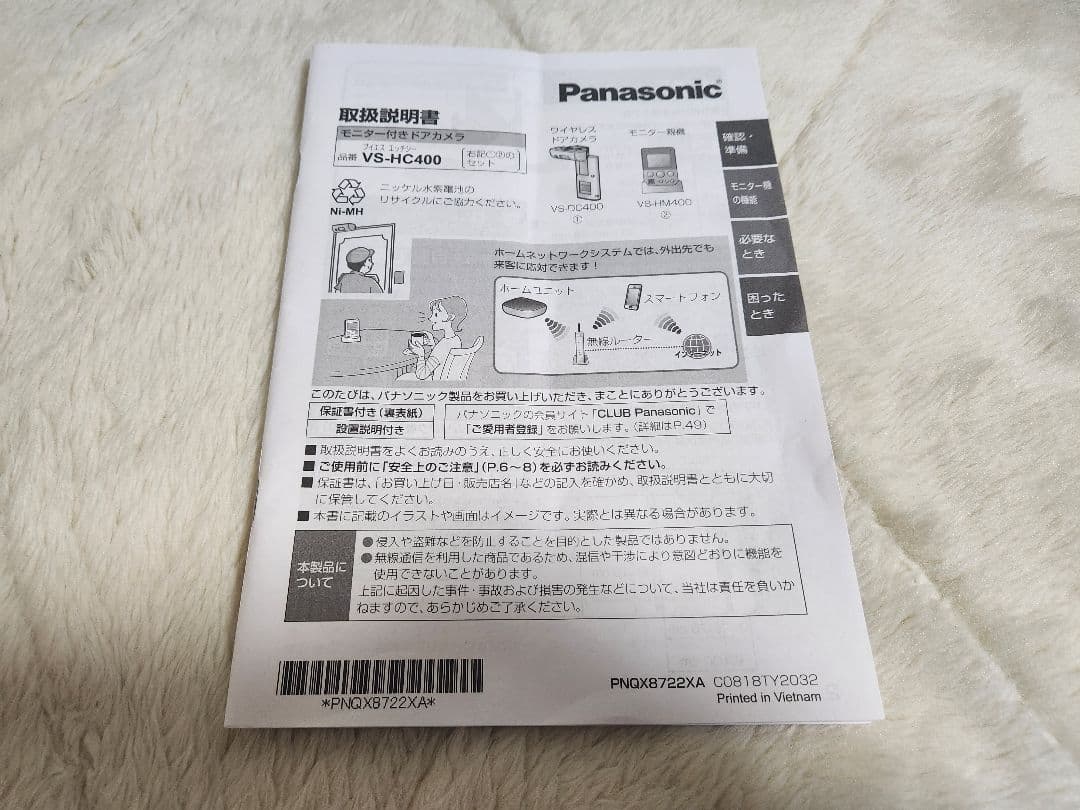 Panasonic®
取扱説明書
モニター付きドアカメラ
ブイエス エッチシー
品番 VS-HC400
右記①②の
セット
ワイヤレス
ドアカメラ
VS-DC400
①
モニター親機
VS-HM400
②
確認・
準備
モニター機
の機能
必要な
とき
困った
とき
Ni-MH
ニッケル水素電池の
リサイクルにご協力ください。
ホームネットワークシステムでは、外出先でも
来客に応対できます！
ホームユニット
スマートフォン
無線ルーター
インターネット
このたびは、パナソニック製品をお買い上げいただき、まことにありがとうございます。
保証書付き(裏表紙)
設置説明付き
パナソニックの会員サイト「CLUB Panasonic」で
「ご愛用者登録」をお願いします。(詳細はP.49)
■ 取扱説明書をよくお読みのうえ、正しく安全にお使いください。
■ ご使用前に「安全上のご注意」(P.6～8)を必ずお読みください。
■ 保証書は、「お買い上げ日・販売店名」などの記入を確かめ、取扱説明書とともに大切
に保管してください。
■ 本書に記載のイラストや画面はイメージです。実際とは異なる場合があります。
本製品に
ついて
● 侵入や盗難などを防止することを目的とした製品ではありません。
● 無線通信を利用した商品であるため、混信や干渉により意図どおりに機能を
使用できないことがあります。
上記に起因した事件・事故および損害の発生などについて、当社は責任を負いか
ねますので、あらかじめご了承ください。
*PNQX8722XA*
PNQX8722XA C0818TY2032
Printed in Vietnam